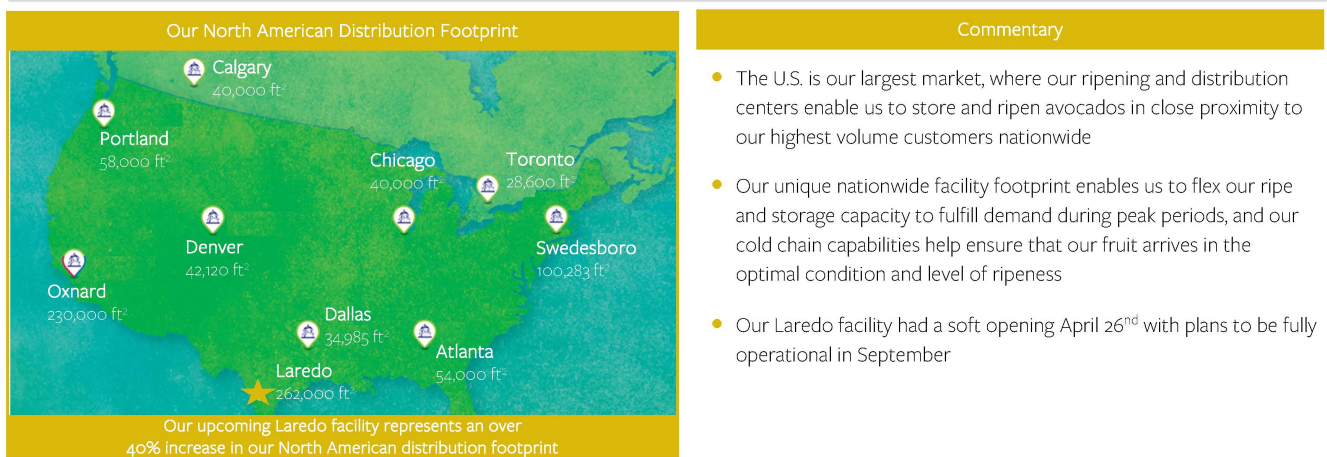 Our North American Distribution Footprint
Calgary
40,000 ft²
Portland
58,000 ft²
Chicago
40,000 ft²
Toronto
28,600 ft²
Denver
42,120 ft²
Swedesboro
100,283 ft²
Oxnard
230,000 ft²
Dallas
34,985 ft²
Atlanta
54,000 ft²
Laredo
262,000 ft²
Our upcoming Laredo facility represents an over
40% increase in our North American distribution footprint
Commentary
The U.S. is our largest market, where our ripening and distribution
centers enable us to store and ripen avocados in close proximity to
our highest volume customers nationwide
Our unique nationwide facility footprint enables us to flex our ripe
and storage capacity to fulfill demand during peak periods, and our
cold chain capabilities help ensure that our fruit arrives in the
optimal condition and level of ripeness
Our Laredo facility had a soft opening April 26nd with plans to be fully
operational in September